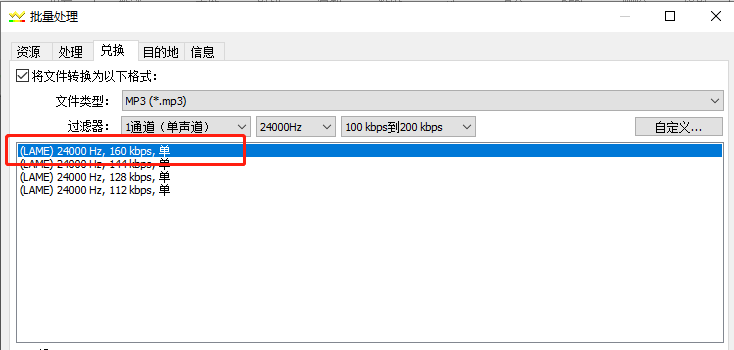 批量处理
资源 处理 兑换 目的地 信息
将文件转换为以下格式：
文件类型： MP3 (*.mp3)
过滤器： 1通道（单声道） 24000Hz 100 kbps到200 kbps 自定义...
(LAME) 24000 Hz, 160 kbps, 单
(LAME) 24000 Hz, 144 kbps, 单
(LAME) 24000 Hz, 128 kbps, 单
(LAME) 24000 Hz, 112 kbps, 单